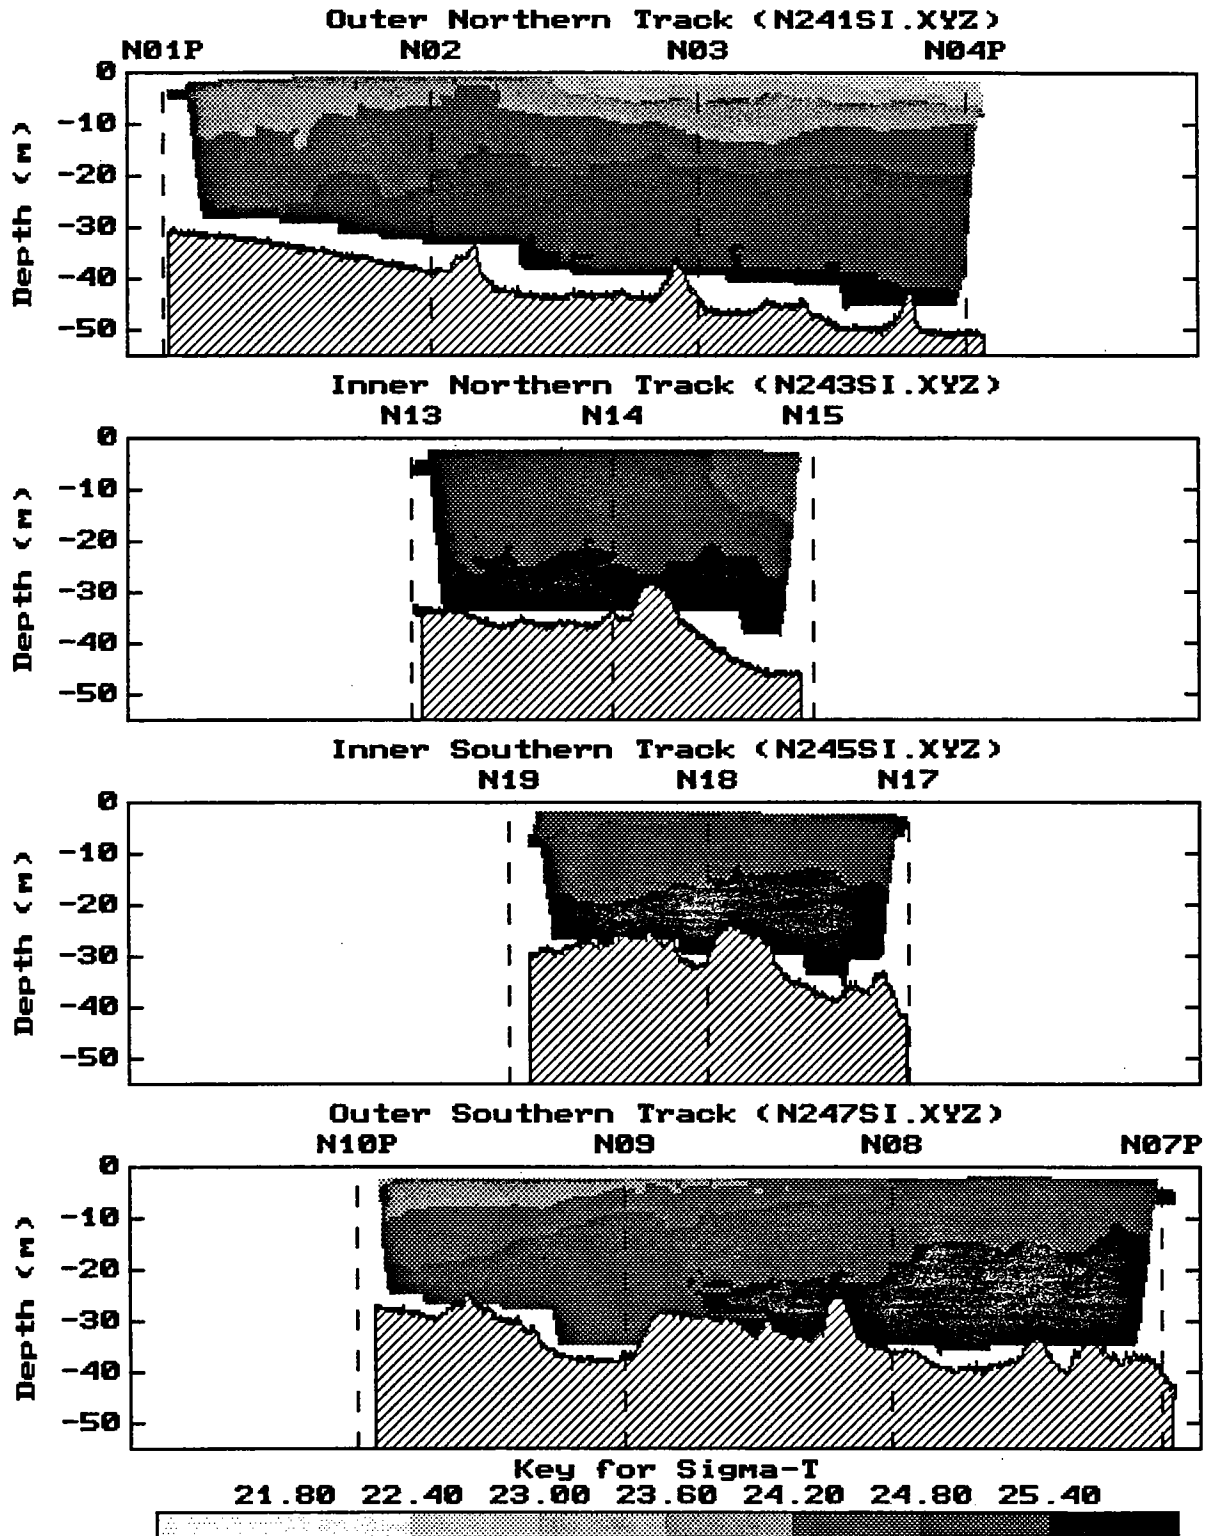 Outer Northern Track (N241SI.XYZ)
N01P N02 N03 N04P
0
-10
-20
-30
-40
-50
Depth (m)
Inner Northern Track (N243SI.XYZ)
N13 N14 N15
0
-10
-20
-30
-40
-50
Depth (m)
Inner Southern Track (N245SI.XYZ)
N19 N18 N17
0
-10
-20
-30
-40
-50
Depth (m)
Outer Southern Track (N247SI.XYZ)
N10P N09 N08 N07P
0
-10
-20
-30
-40
-50
Depth (m)
Key for Sigma-T
21.80 22.40 23.00 23.60 24.20 24.80 25.40